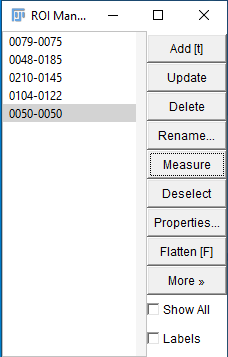 ROI Man...
0079-0075
0048-0185
0210-0145
0104-0122
0050-0050
Add [t]
Update
Delete
Rename...
Measure
Deselect
Properties...
Flatten [F]
More »
Show All
Labels